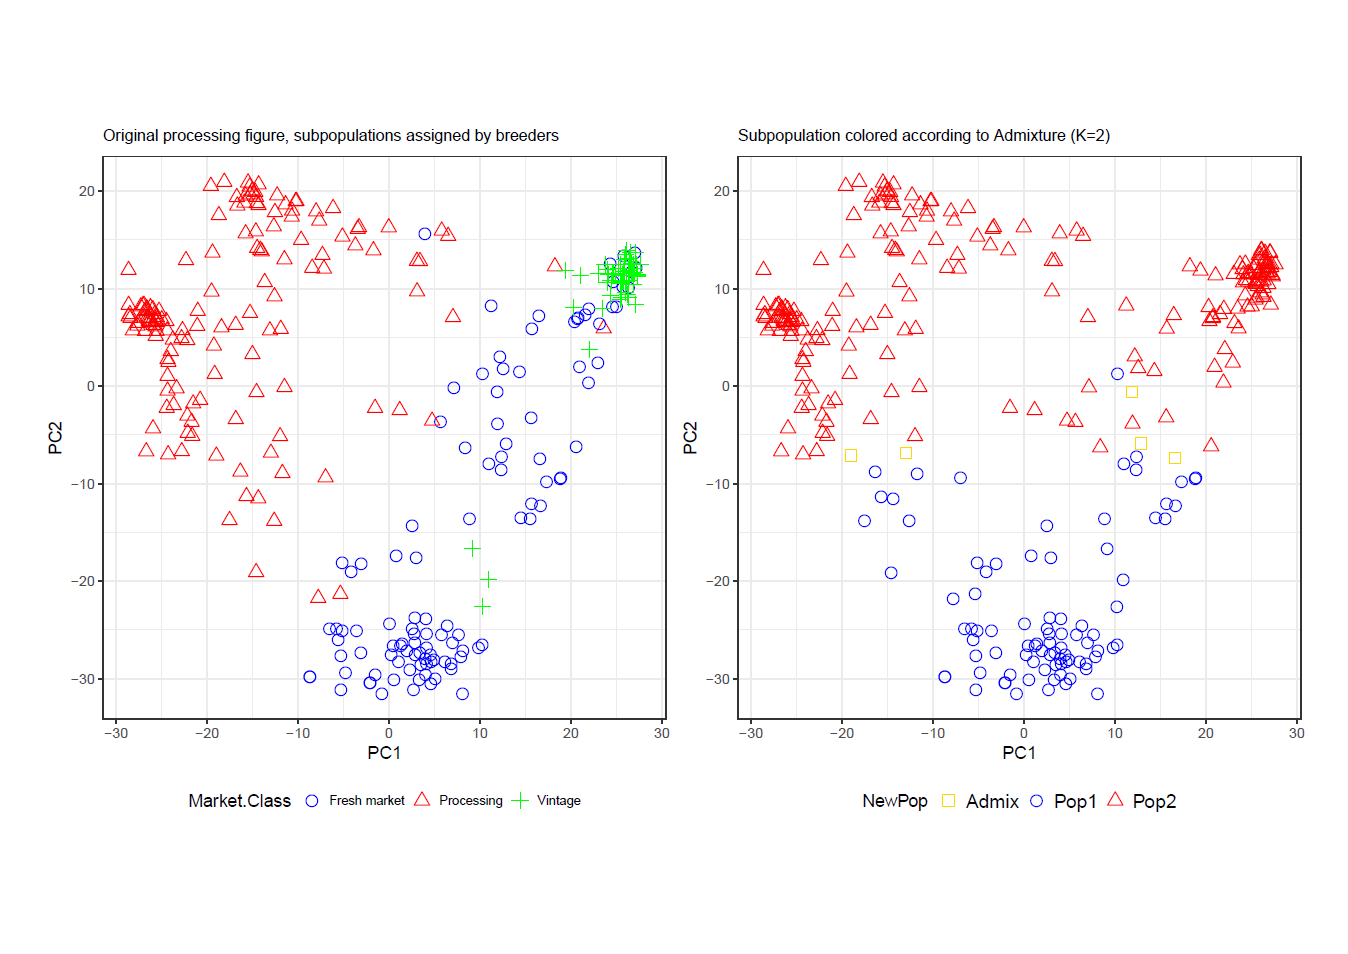 Original processing figure, subpopulations assigned by breeders
Subpopulation colored according to Admixture (K=2)
20
10
0
−10
−20
−30
PC2
−30 −20 −10 0 10 20 30
PC1
20
10
0
−10
−20
−30
PC2
−30 −20 −10 0 10 20 30
PC1
Market.Class Fresh market Processing Vintage
NewPop Admix Pop1 Pop2